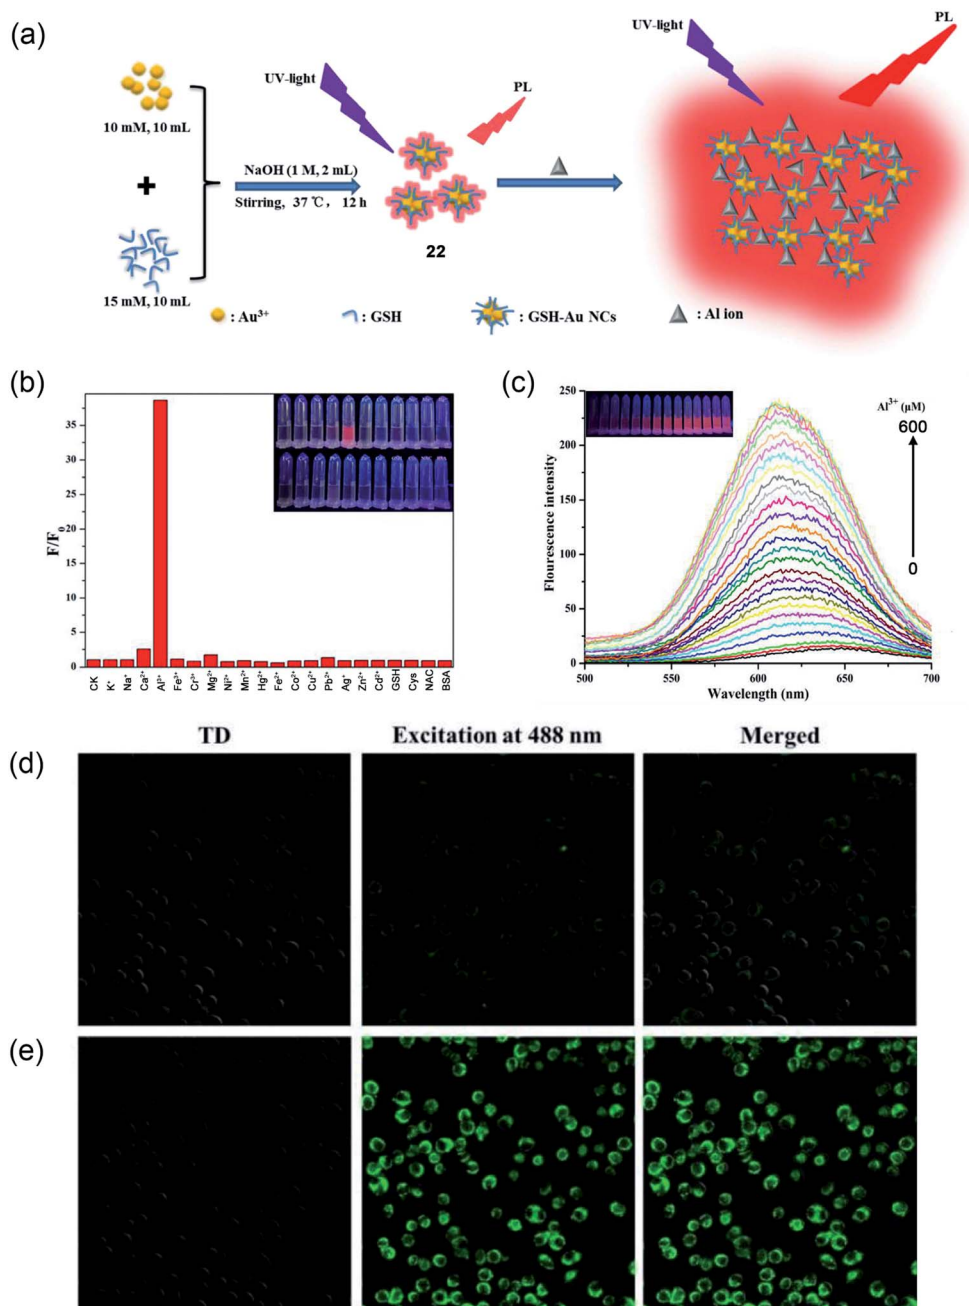 (a)
UV-light
PL
10 mM, 10 mL
+
15 mM, 10 mL
NaOH (1 M, 2 mL)
Stirring, 37 ℃, 12 h
UV-light
PL
22
: Au³⁺
: GSH
: GSH-Au NCs
: Al ion
(b)
F/F₀
35
30
25
20
15
10
5
0
CK
K⁺
Na⁺
Ca²⁺
Al³⁺
Fe³⁺
Cr³⁺
Mg²⁺
Ni²⁺
Mn²⁺
Hg²⁺
Fe²⁺
Co²⁺
Cu²⁺
Pb²⁺
Ag⁺
Zn²⁺
Cd²⁺
GSH
Cys
NAC
BSA
(c)
Flourescence intensity
250
200
150
100
50
0
500
550
600
650
700
Wavelength (nm)
Al³⁺ (μM)
600
0
TD
Excitation at 488 nm
Merged
(d)
(e)